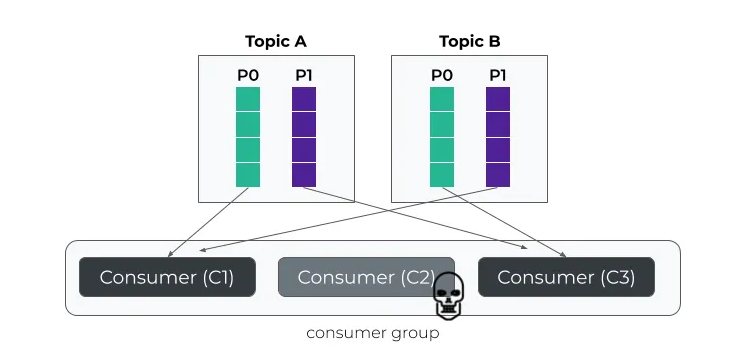 Topic A
Topic B
P0 P1
P0 P1
Consumer (C1)
Consumer (C2)
Consumer (C3)
consumer group